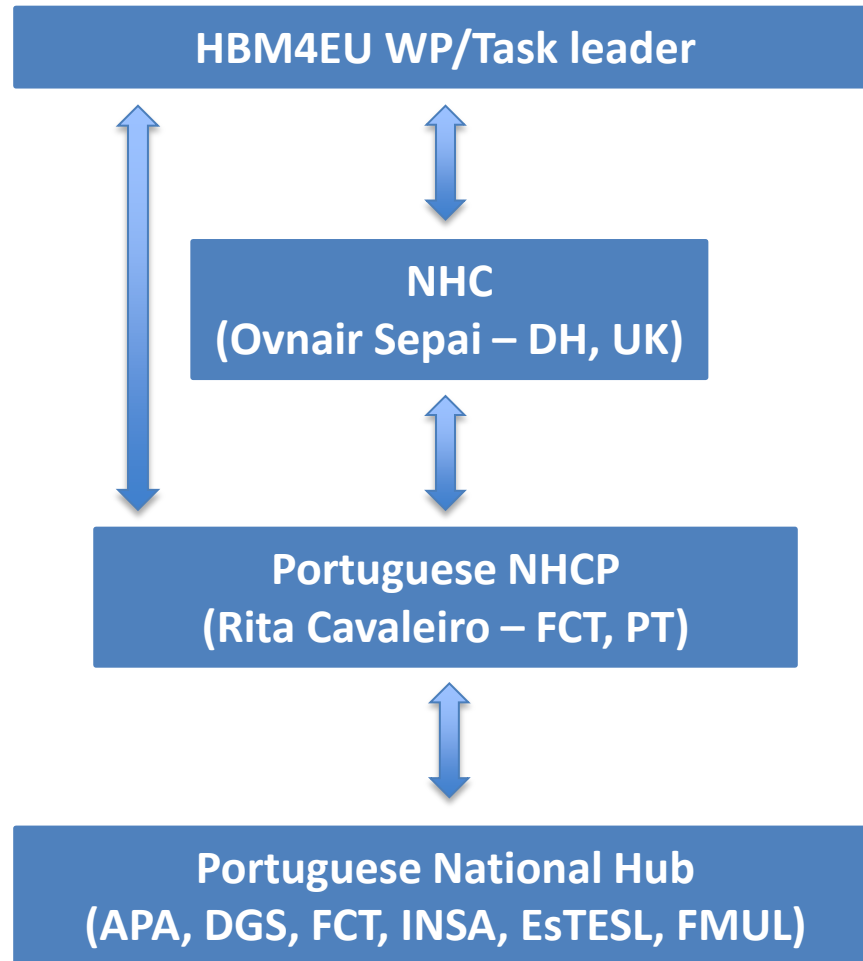 HBM4EU WP/Task leader
NHC
(Ovnair Sepai – DH, UK)
Portuguese NHCP
(Rita Cavaleiro – FCT, PT)
Portuguese National Hub
(APA, DGS, FCT, INSA, EsTESL, FMUL)